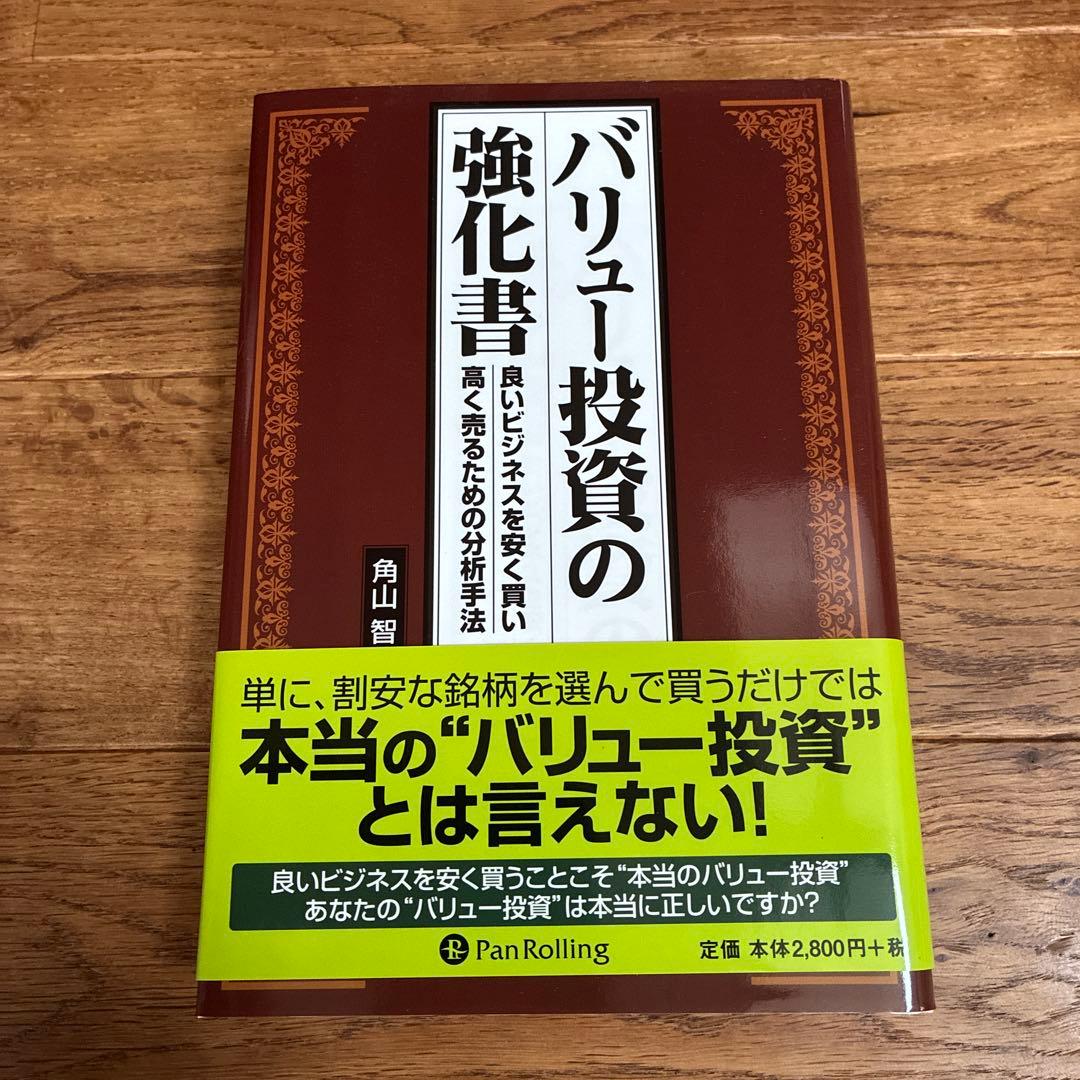 バリュー投資の
強化書
良いビジネスを安く買い
高く売るための分析手法
角山 智
単に、割安な銘柄を選んで買うだけでは
本当の“バリュー投資”
とは言えない!
良いビジネスを安く買うことこそ“本当のバリュー投資”
あなたの“バリュー投資”は本当に正しいですか?
PanRolling
定価 本体2,800円+税